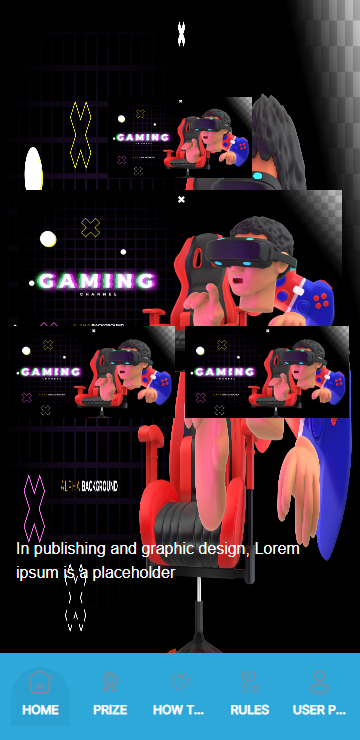 GAMING
GAMING
CHANNEL
BACKGROUND
GAMING
GAMING
ALPHA BACKGROUND
In publishing and graphic design, Lorem
ipsum is a placeholder
HOME
PRIZE
HOW T...
RULES
USER P...